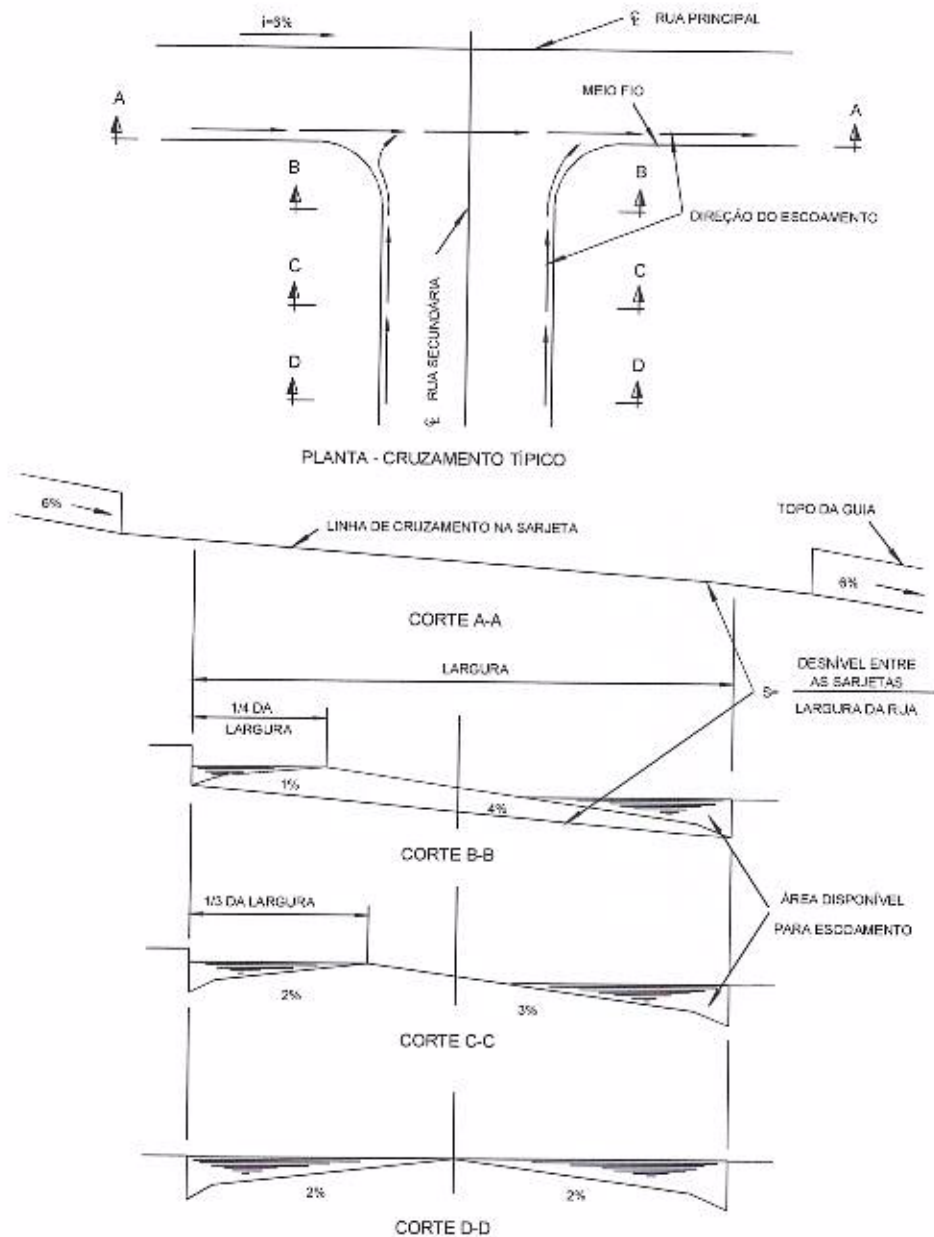 i=6%
℄ RUA PRINCIPAL
MEIO FIO
A
A
B
B
DIREÇÃO DO ESCOAMENTO
C
C
℄ RUA SECUNDÁRIA
D
D
PLANTA - CRUZAMENTO TÍPICO
6%
LINHA DE CRUZAMENTO NA SARJETA
TOPO DA GUIA
6%
CORTE A-A
LARGURA
S=
DESNÍVEL ENTRE
AS SARJETAS
LARGURA DA RUA
1/4 DA
LARGURA
1%
4%
CORTE B-B
1/3 DA LARGURA
ÁREA DISPONÍVEL
PARA ESCOAMENTO
2%
3%
CORTE C-C
2%
2%
CORTE D-D